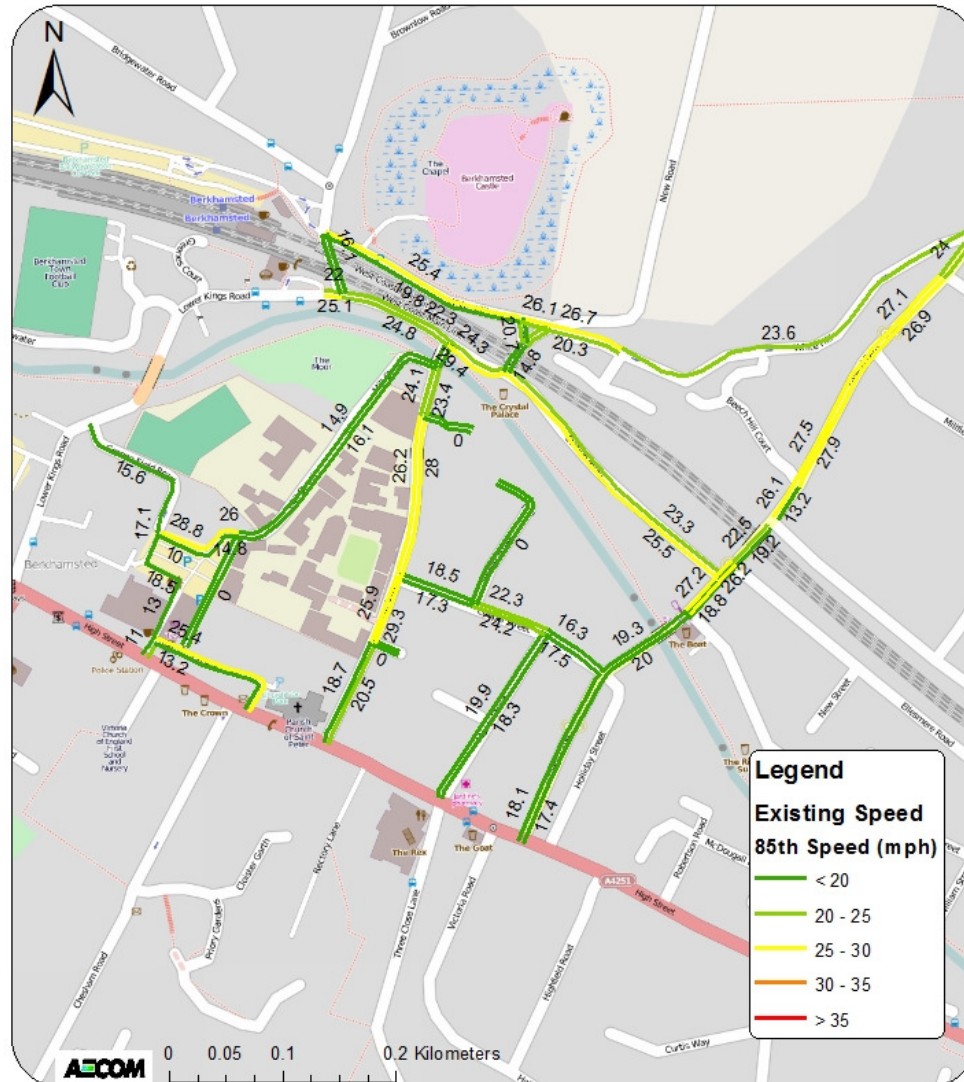 N
Brownlow Road
Bridgewater Road
New Road
The
Chapel
Berkhamsted
Castle
Berkhamsted
Berkhamsted
Berkhamsted
Town
Football
Club
Court
Lower Kings Road
16.7
25.4
22
25.1
19.8
22.3
24.8
24.3
26.1
26.7
20.7
20.3
14.8
23.6
24
27.1
26.9
29.4
The Crystal
Palace
The
Moor
Beech Hill Court
24.1
23.4
0
14.9
16.1
26.2
28
27.5
27.9
26.1
13.2
Lower Kings Road
15.6
17.1
28.8
26
10
14.8
P
Berkhamsted
18.5
13
0
11
25.4
13.2
23.3
25.5
22.5
19.2
27.2
26.2
18.8
0
18.5
17.3
22.3
24.2
16.3
17.5
19.3
20
The Boat
25.9
29.3
0
18.7
20.5
19.9
18.3
18.1
17.4
High Street
Police Station
The Crown
Parish
Church
of Saint
Peter
Victoria
Church
of England
First
School
and
Nursery
New Street
Ellesmere Road
Holliday Street
The Rex
The Goat
Rectory Lane
Cloister Garth
Priory Gardens
Chesham Road
Three Close Lane
Victoria Road
Highfield Road
A4251
High Street
Robertson Road
McDougall
Curtis Way
Legend
Existing Speed
85th Speed (mph)
< 20
20 - 25
25 - 30
30 - 35
> 35
AECOM
0 0.05 0.1 0.2 Kilometers